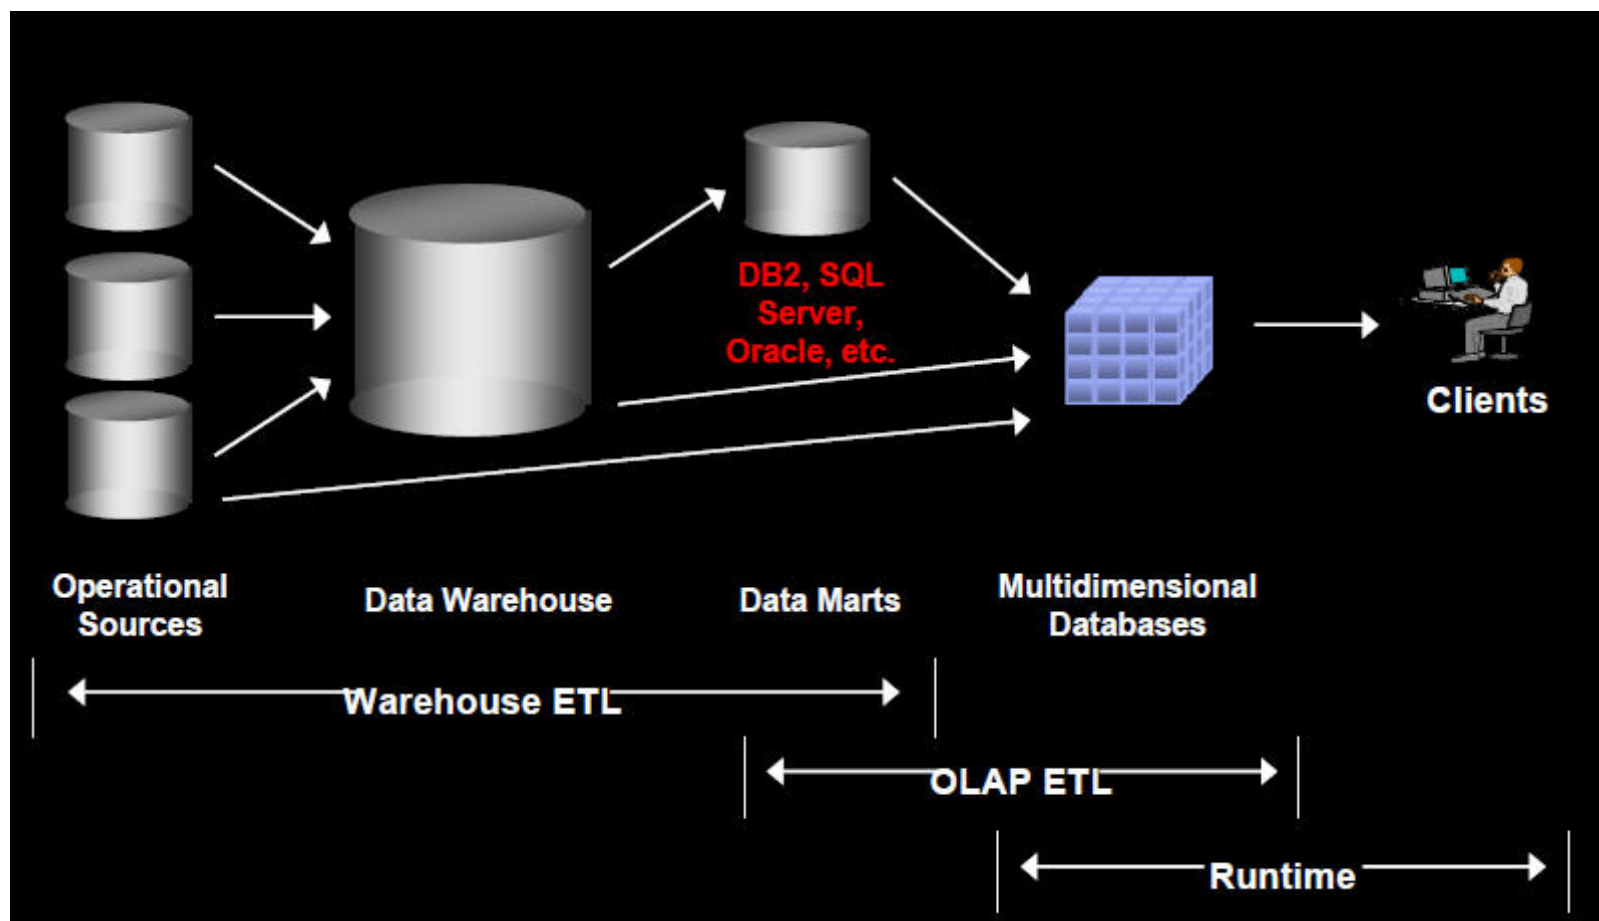 DB2, SQL
Server,
Oracle, etc.
Clients
Operational
Sources
Data Warehouse
Data Marts
Multidimensional
Databases
Warehouse ETL
OLAP ETL
Runtime